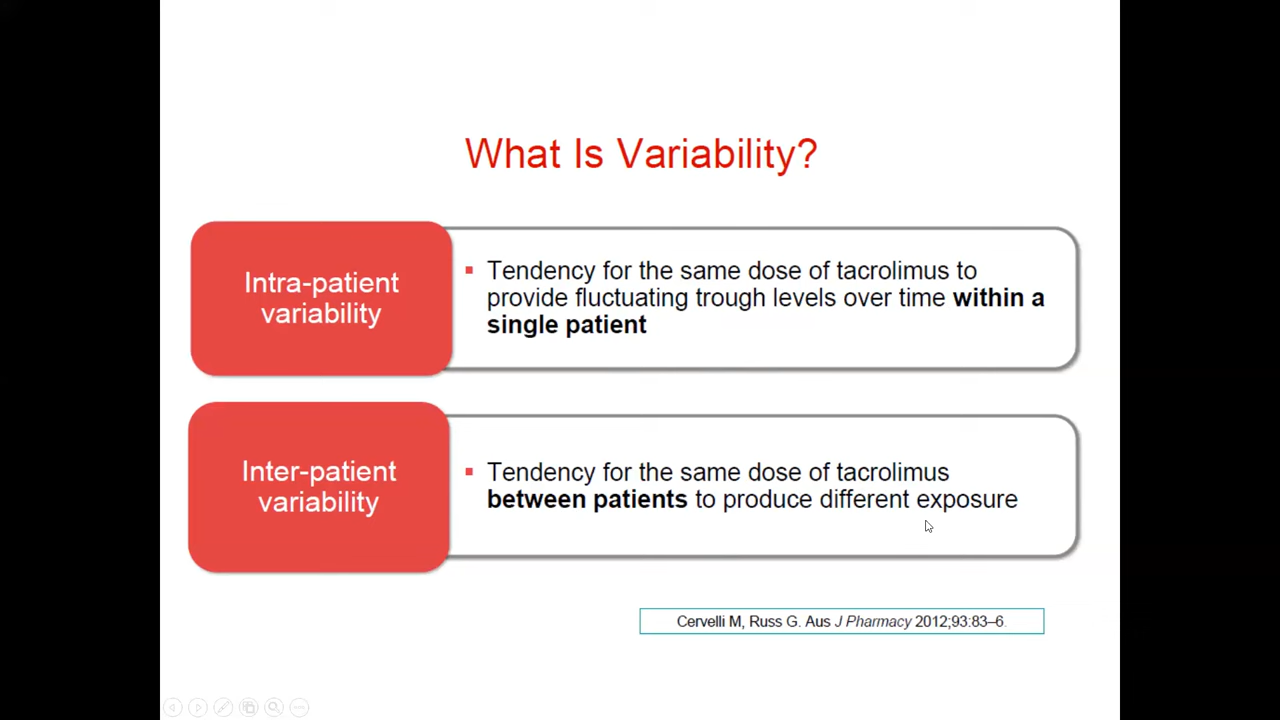 What Is Variability?
Intra-patient
variability
▪ Tendency for the same dose of tacrolimus to
provide fluctuating trough levels over time within a
single patient
Inter-patient
variability
▪ Tendency for the same dose of tacrolimus
between patients to produce different exposure
Cervelli M, Russ G. Aus J Pharmacy 2012;93:83–6.